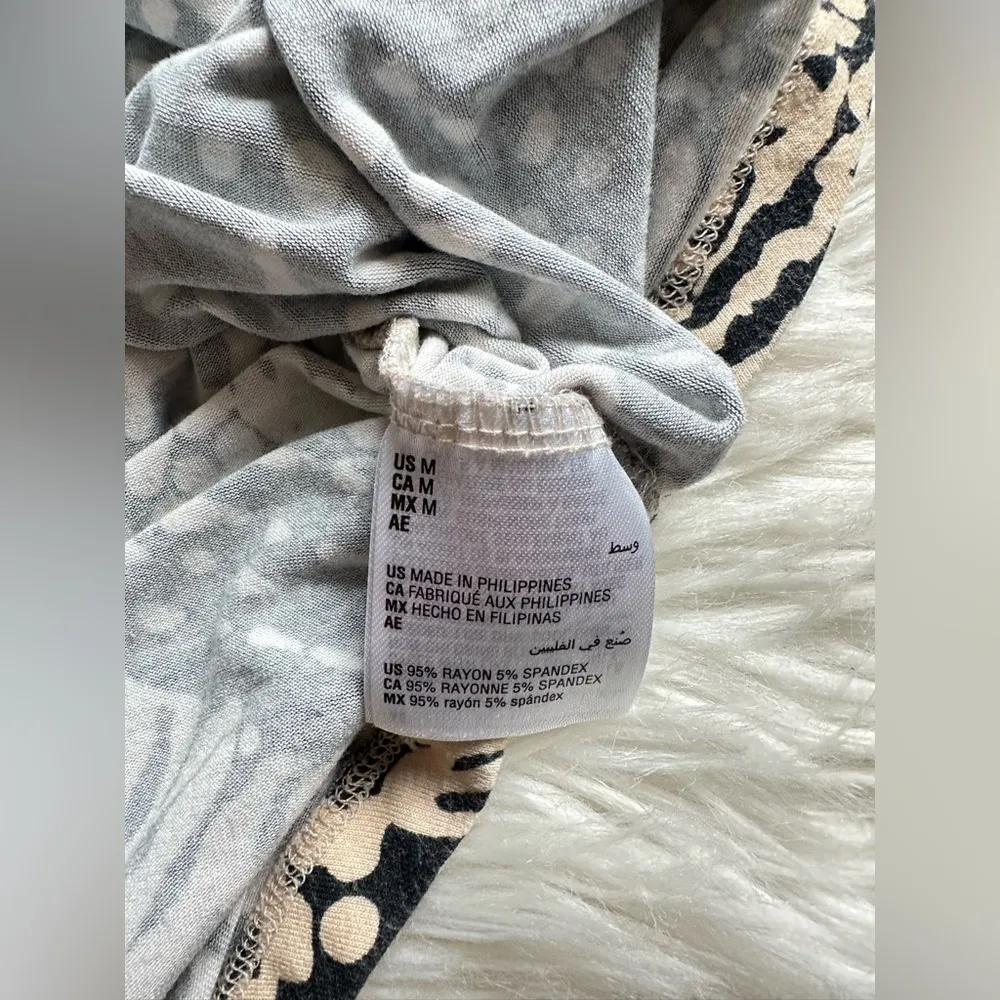 US M
CA M
MX M
AE
وسط
US MADE IN PHILIPPINES
CA FABRIQUÉ AUX PHILIPPINES
MX HECHO EN FILIPINAS
AE
صُنع في الفلبين
US 95% RAYON 5% SPANDEX
CA 95% RAYONNE 5% SPANDEX
MX 95% rayón 5% spándex